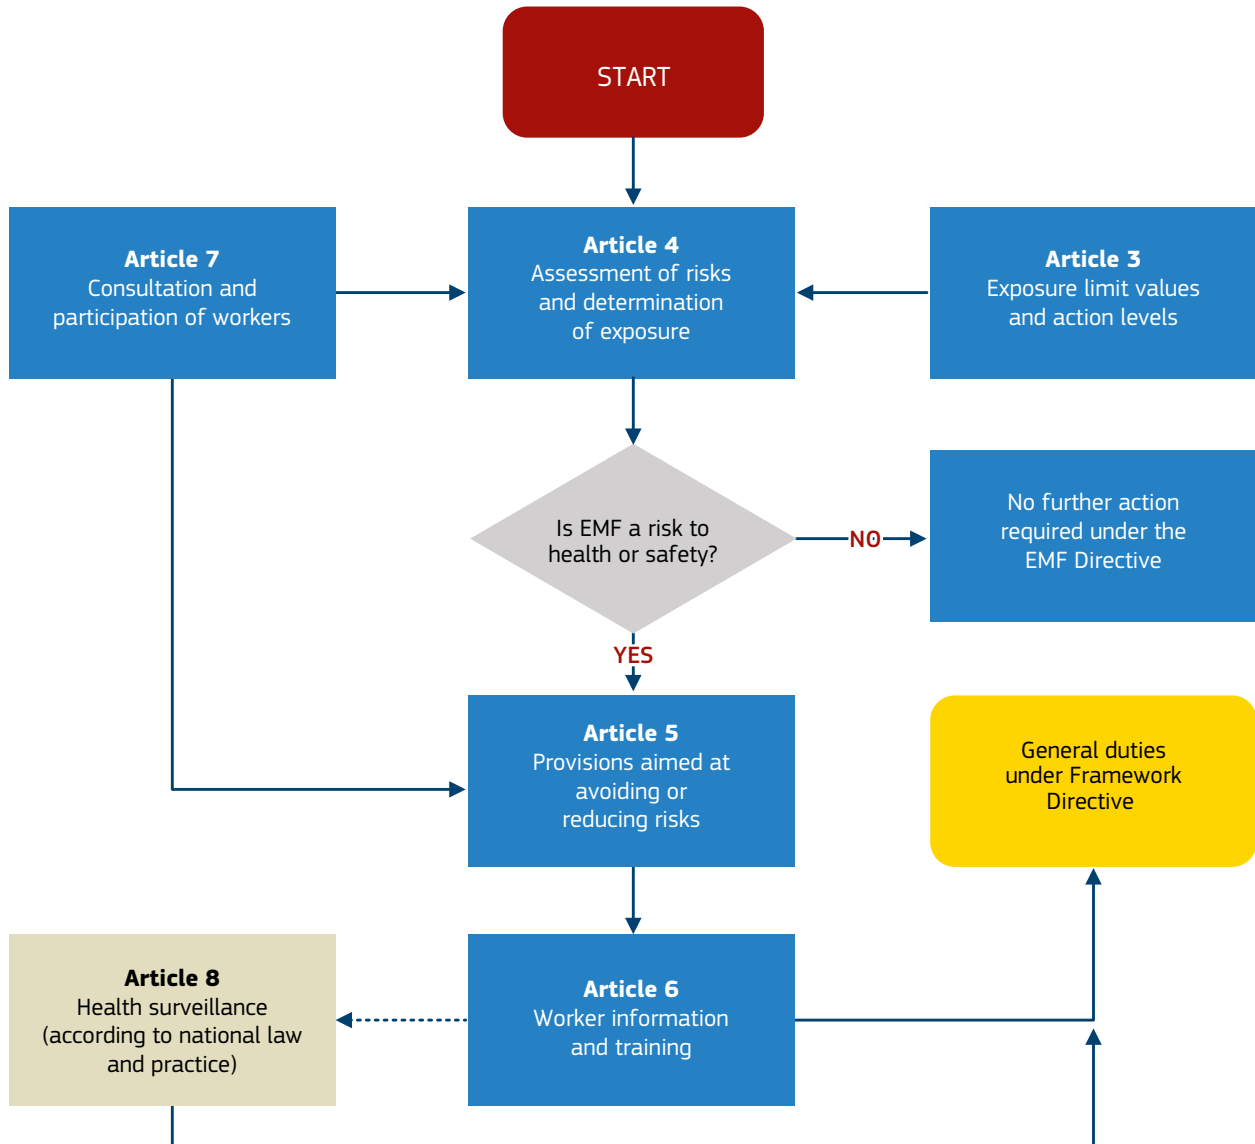 START
Article 7
Consultation and
participation of workers
Article 4
Assessment of risks
and determination
of exposure
Article 3
Exposure limit values
and action levels
Is EMF a risk to
health or safety?
NO
No further action
required under the
EMF Directive
YES
Article 5
Provisions aimed at
avoiding or
reducing risks
General duties
under Framework
Directive
Article 8
Health surveillance
(according to national law
and practice)
Article 6
Worker information
and training